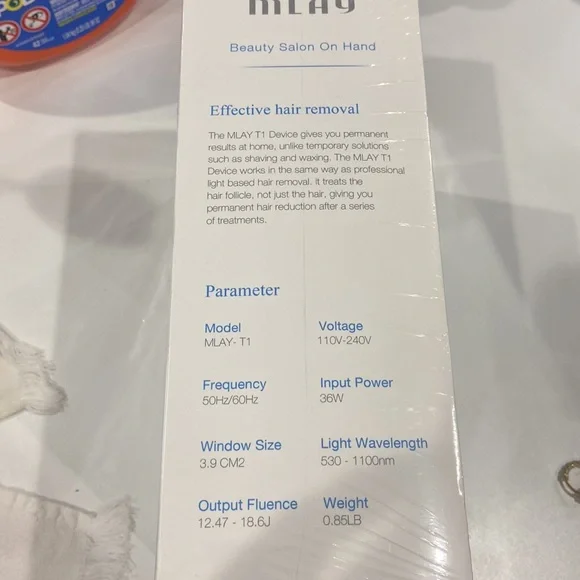 MLAY
Beauty Salon On Hand
Effective hair removal
The MLAY T1 Device gives you permanent
results at home, unlike temporary solutions
such as shaving and waxing. The MLAY T1
Device works in the same way as professional
light based hair removal. It treats the
hair follicle, not just the hair, giving you
permanent hair reduction after a series
of treatments.
Parameter
Model
MLAY- T1
Voltage
110V-240V
Frequency
50Hz/60Hz
Input Power
36W
Window Size
3.9 CM2
Light Wavelength
530 - 1100nm
Output Fluence
12.47 - 18.6J
Weight
0.85LB